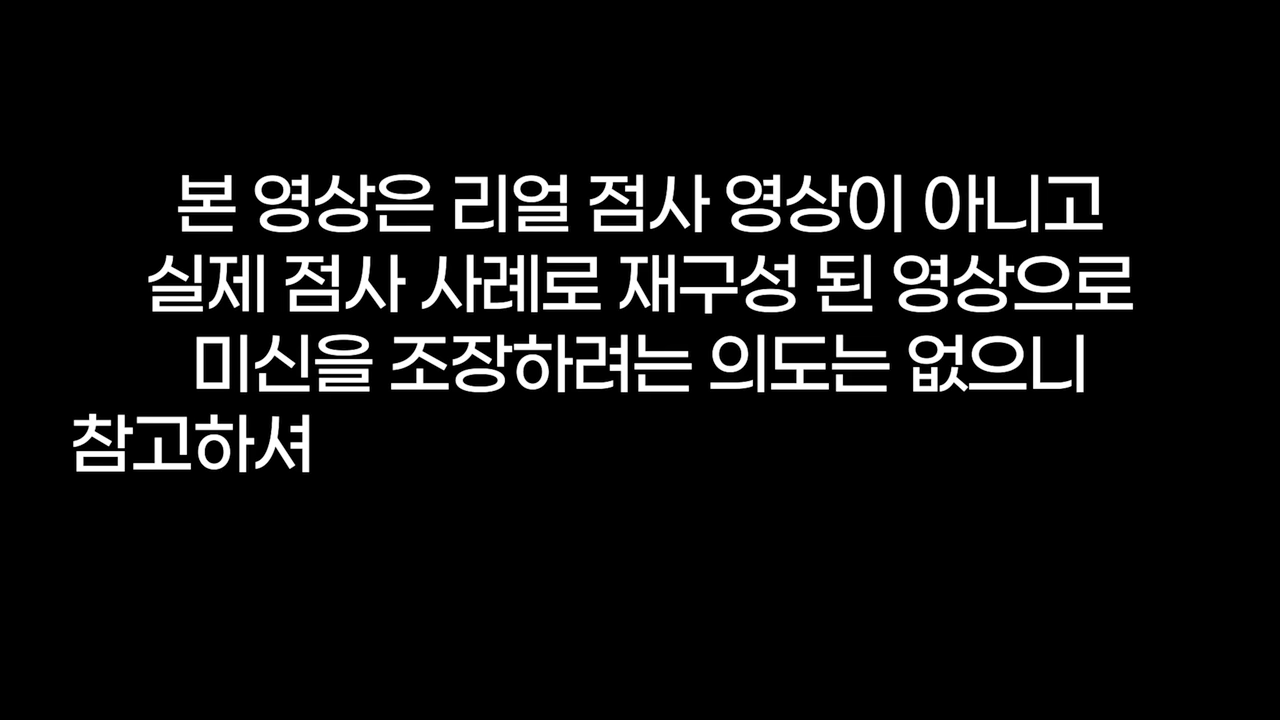 본 영상은 리얼 점사 영상이 아니고
실제 점사 사례로 재구성 된 영상으로
미신을 조장하려는 의도는 없으니
참고하셔